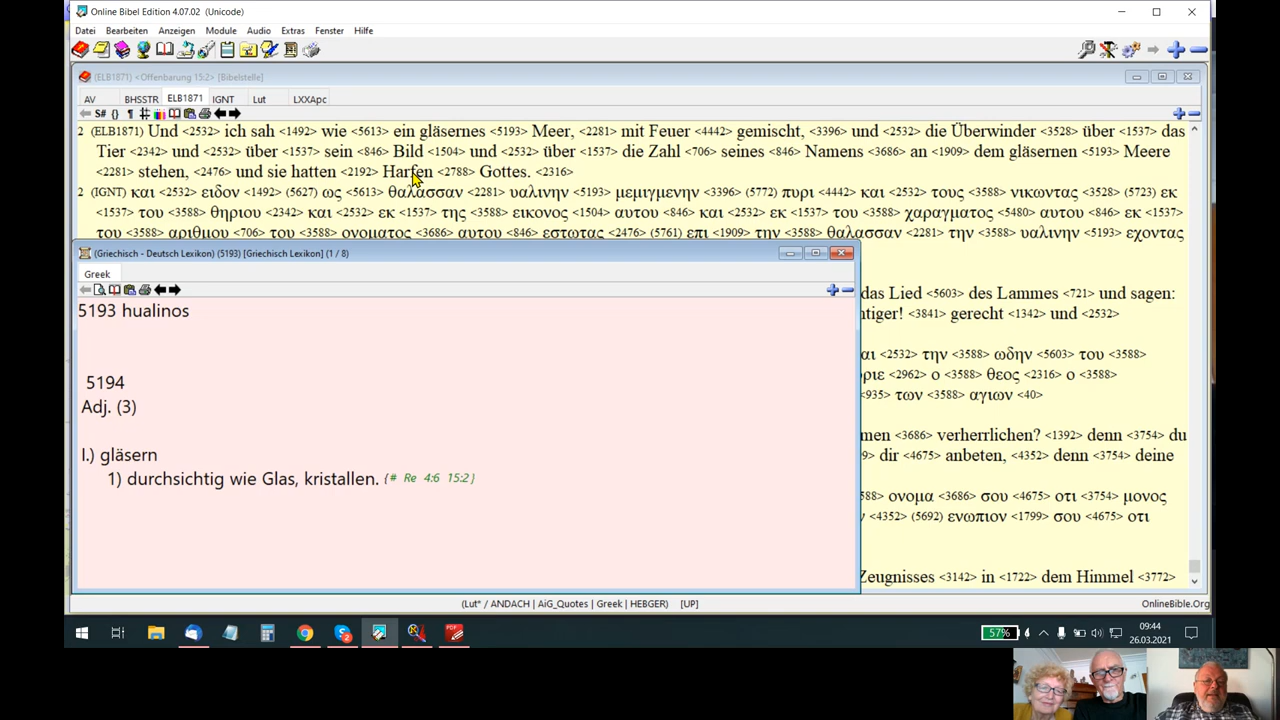 Online Bibel Edition 4.07.02 (Unicode)
Datei Bearbeiten Anzeigen Module Audio Extras Fenster Hilfe
(ELB1871) <Offenbarung 15:2> [Bibelstelle]
AV BHSSTR ELB1871 IGNT Lut LXXApc
S# {} ¶
2 (ELB1871) Und <2532> ich sah <1492> wie <5613> ein gläsernes <5193> Meer, <2281> mit Feuer <4442> gemischt, <3396> und <2532> die Überwinder <3528> über <1537> das
Tier <2342> und <2532> über <1537> sein <846> Bild <1504> und <2532> über <1537> die Zahl <706> seines <846> Namens <3686> an <1909> dem gläsernen <5193> Meere
<2281> stehen, <2476> und sie hatten <2192> Harfen <2788> Gottes. <2316>
2 (IGNT) και <2532> ειδον <1492> (5627) ως <5613> θαλασσαν <2281> υαλινην <5193> μεμιγμενην <3396> (5772) πυρι <4442> και <2532> τους <3588> νικωντας <3528> (5723) εκ
<1537> του <3588> θηριου <2342> και <2532> εκ <1537> της <3588> εικονος <1504> αυτου <846> και <2532> εκ <1537> του <3588> χαραγματος <5480> αυτου <846> εκ
<1537> του <3588> αριθμου <706> του <3588> ονοματος <3686> αυτου <846> εστωτας <2476> (5761) επι <1909> την <3588> θαλασσαν <2281> την <3588> υαλινην <5193> εχοντας
(Griechisch - Deutsch Lexikon) (5193) [Griechisch Lexikon] (1 / 8)
Greek
5193 hualinos
5194
Adj. (3)
I.) gläsern
1) durchsichtig wie Glas, kristallen. {# Re 4:6 15:2}
das Lied <5603> des Lammes <721> und sagen:
tiger! <3841> gerecht <1342> und <2532>
αι <2532> την <3588> ωδην <5603> του <3588>
ριε <2962> ο <3588> θεος <2316> ο <3588>
<935> των <3588> αγιων <40>
men <3686> verherrlichen? <1392> denn <3754> du
dir <4675> anbeten, <4352> denn <3754> deine
588> ονομα <3686> σου <4675> οτι <3754> μονος
ν <4352> (5692) ενωπιον <1799> σου <4675> οτι
Zeugnisses <3142> in <1722> dem Himmel <3772>
(Lut* / ANDACH | AiG_Quotes | Greek | HEBGER) [UP]
OnlineBible.Org
57%
09:44
26.03.2021